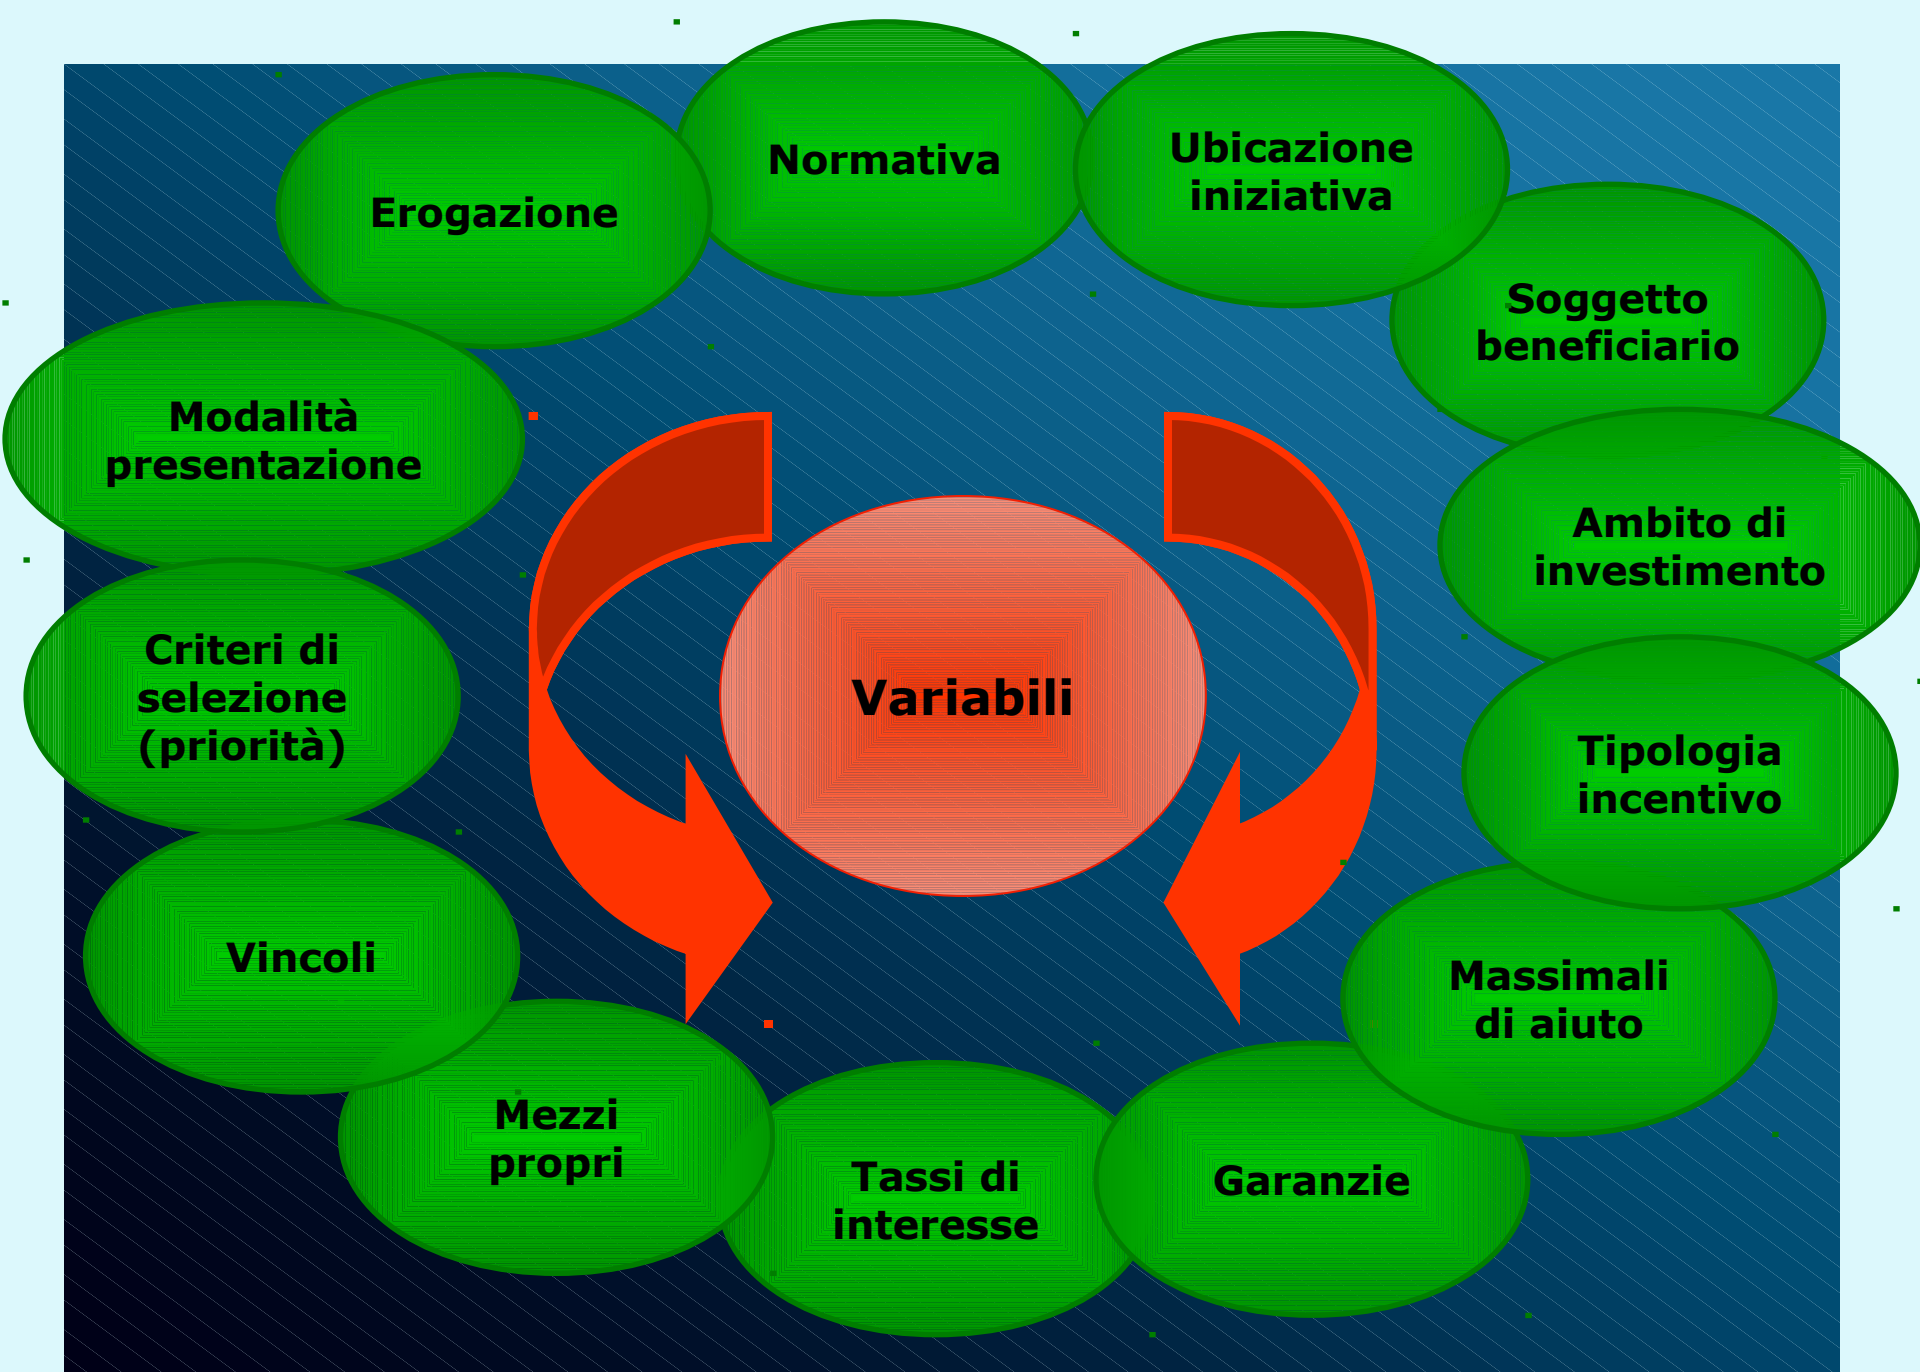 Normativa
Ubicazione
iniziativa
Erogazione
Soggetto
beneficiario
Modalità
presentazione
Ambito di
investimento
Criteri di
selezione
(priorità)
Variabili
Tipologia
incentivo
Vincoli
Massimali
di aiuto
Mezzi
propri
Tassi di
interesse
Garanzie